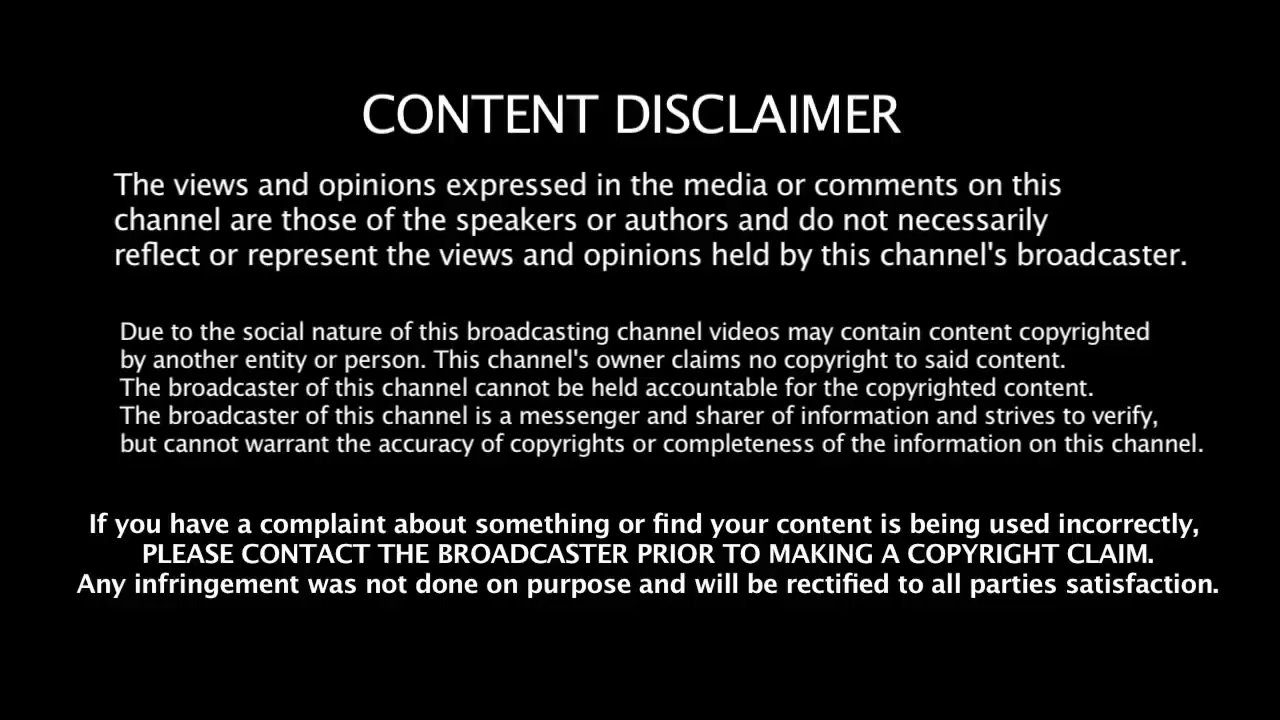 CONTENT DISCLAIMER
The views and opinions expressed in the media or comments on this
channel are those of the speakers or authors and do not necessarily
reflect or represent the views and opinions held by this channel's broadcaster.
Due to the social nature of this broadcasting channel videos may contain content copyrighted
by another entity or person. This channel's owner claims no copyright to said content.
The broadcaster of this channel cannot be held accountable for the copyrighted content.
The broadcaster of this channel is a messenger and sharer of information and strives to verify,
but cannot warrant the accuracy of copyrights or completeness of the information on this channel.
If you have a complaint about something or find your content is being used incorrectly,
PLEASE CONTACT THE BROADCASTER PRIOR TO MAKING A COPYRIGHT CLAIM.
Any infringement was not done on purpose and will be rectified to all parties satisfaction.